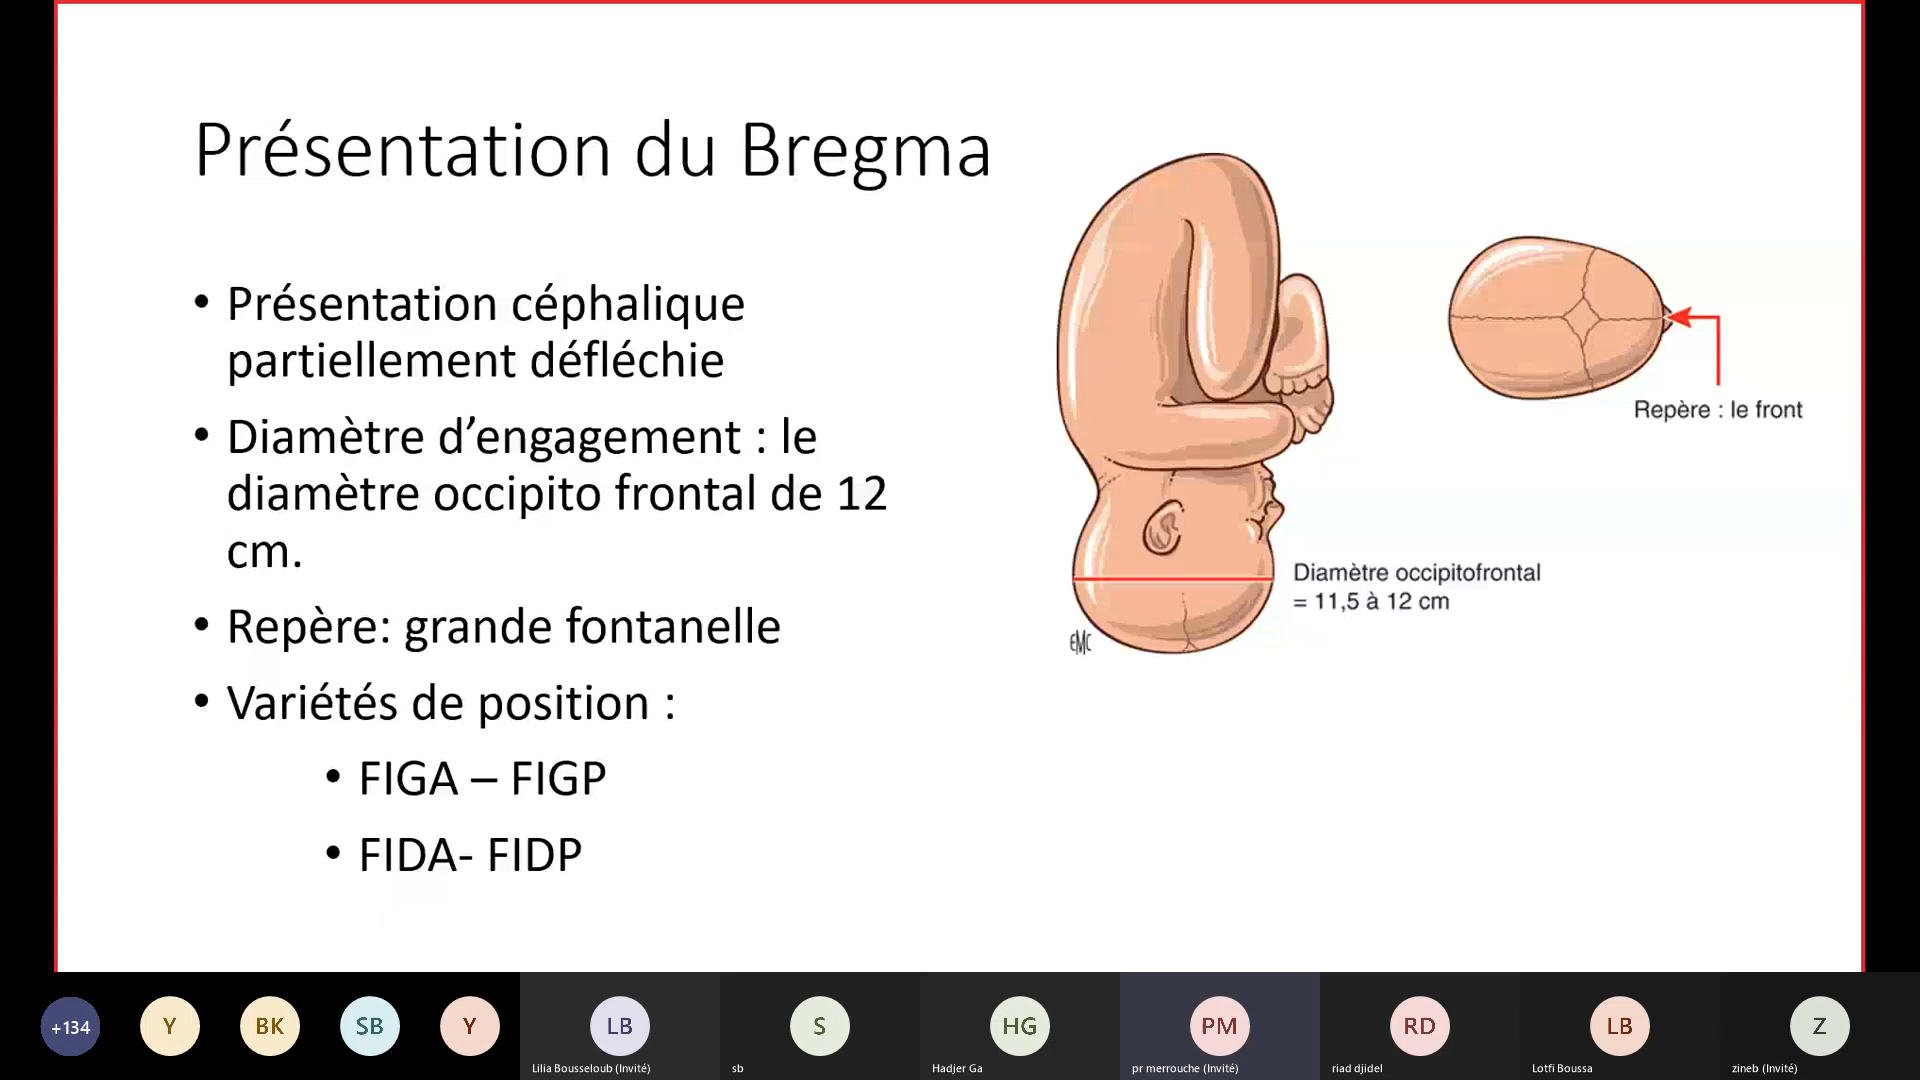 Présentation du Bregma
• Présentation céphalique
partiellement défléchie
• Diamètre d’engagement : le
diamètre occipito frontal de 12
cm.
• Repère: grande fontanelle
• Variétés de position :
• FIGA – FIGP
• FIDA- FIDP
Repère : le front
Diamètre occipitofrontal
= 11,5 à 12 cm
EMC
+134
Y
BK
SB
Y
LB
S
HG
PM
RD
LB
Z
Lilia Bousseloub (Invité)
sb
Hadjer Ga
pr merrouche (Invité)
riad djidel
Lotfi Boussa
zineb (Invité)